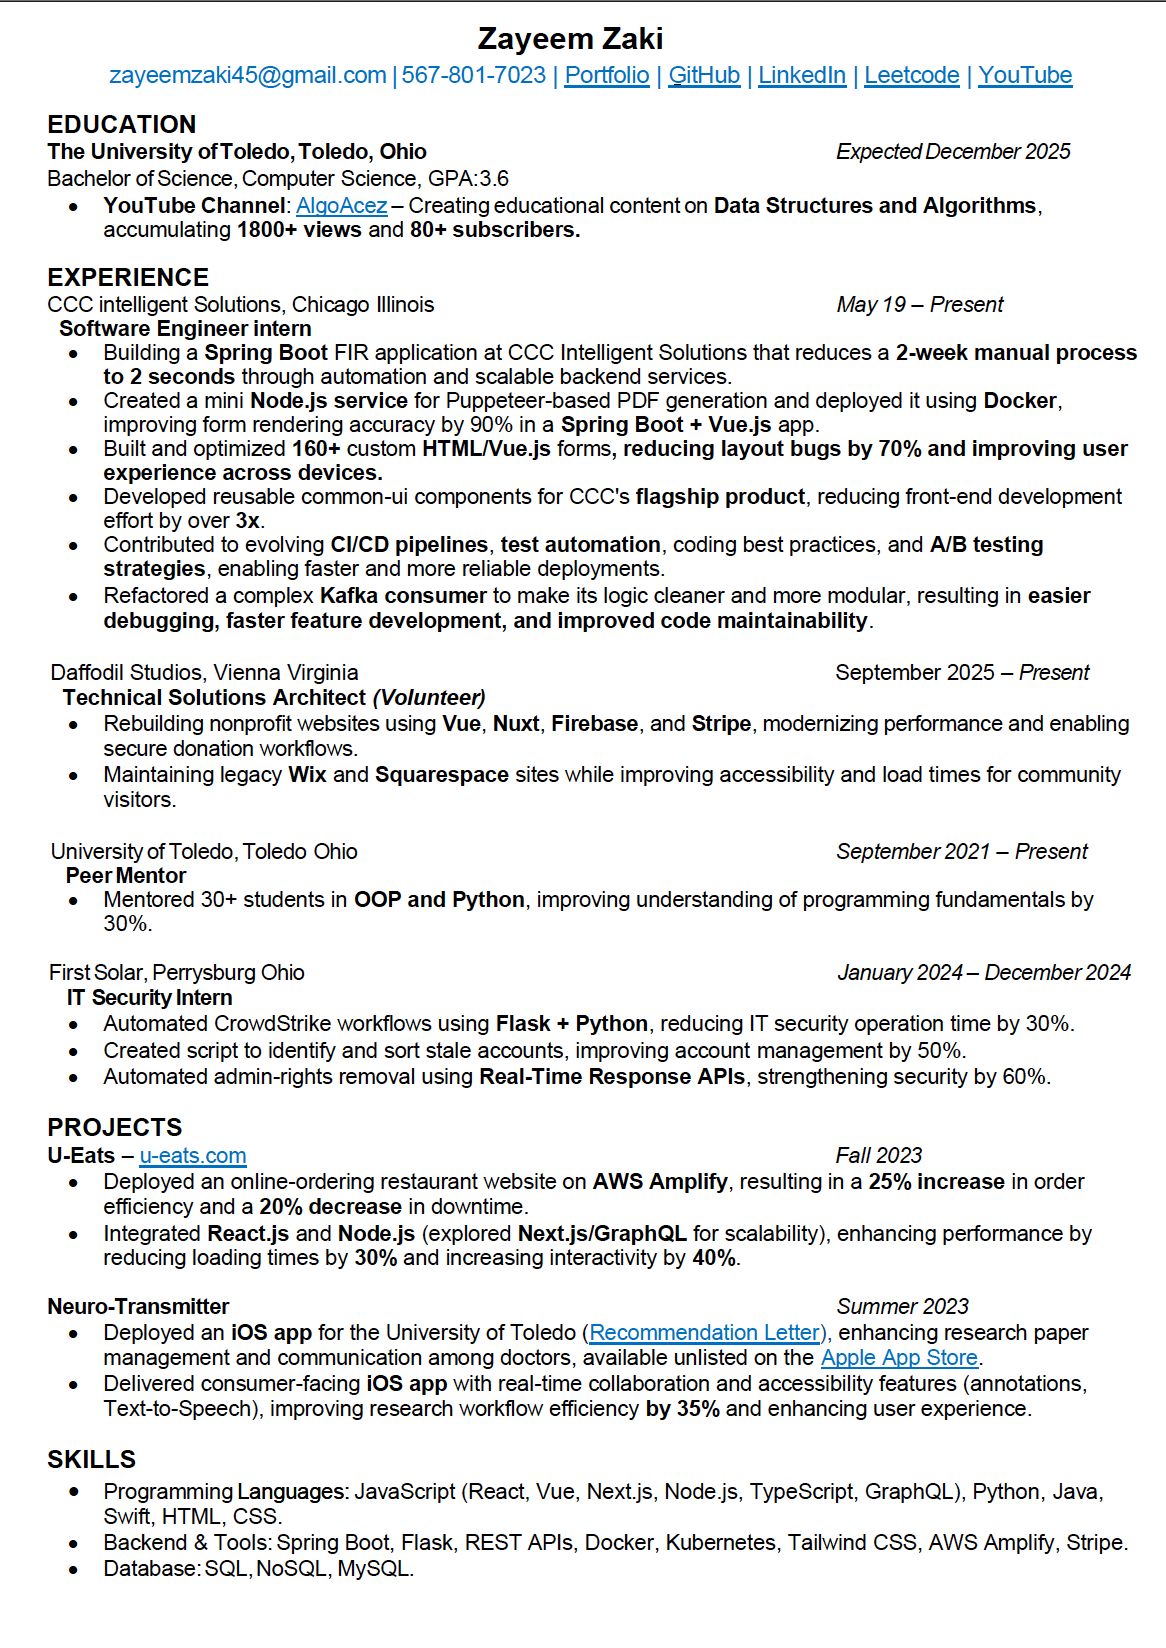 Zayeem Zaki
zayeemzaki45@gmail.com | 567-801-7023 | Portfolio | GitHub | LinkedIn | Leetcode | YouTube
EDUCATION
The University of Toledo, Toledo, Ohio Expected December 2025
Bachelor of Science, Computer Science, GPA:3.6
• YouTube Channel: AlgoAcez – Creating educational content on Data Structures and Algorithms,
accumulating 1800+ views and 80+ subscribers.
EXPERIENCE
CCC intelligent Solutions, Chicago Illinois May 19 – Present
Software Engineer intern
• Building a Spring Boot FIR application at CCC Intelligent Solutions that reduces a 2-week manual process
to 2 seconds through automation and scalable backend services.
• Created a mini Node.js service for Puppeteer-based PDF generation and deployed it using Docker,
improving form rendering accuracy by 90% in a Spring Boot + Vue.js app.
• Built and optimized 160+ custom HTML/Vue.js forms, reducing layout bugs by 70% and improving user
experience across devices.
• Developed reusable common-ui components for CCC's flagship product, reducing front-end development
effort by over 3x.
• Contributed to evolving CI/CD pipelines, test automation, coding best practices, and A/B testing
strategies, enabling faster and more reliable deployments.
• Refactored a complex Kafka consumer to make its logic cleaner and more modular, resulting in easier
debugging, faster feature development, and improved code maintainability.
Daffodil Studios, Vienna Virginia September 2025 – Present
Technical Solutions Architect (Volunteer)
• Rebuilding nonprofit websites using Vue, Nuxt, Firebase, and Stripe, modernizing performance and enabling
secure donation workflows.
• Maintaining legacy Wix and Squarespace sites while improving accessibility and load times for community
visitors.
University of Toledo, Toledo Ohio September 2021 – Present
Peer Mentor
• Mentored 30+ students in OOP and Python, improving understanding of programming fundamentals by
30%.
First Solar, Perrysburg Ohio January 2024 – December 2024
IT Security Intern
• Automated CrowdStrike workflows using Flask + Python, reducing IT security operation time by 30%.
• Created script to identify and sort stale accounts, improving account management by 50%.
• Automated admin-rights removal using Real-Time Response APIs, strengthening security by 60%.
PROJECTS
U-Eats – u-eats.com Fall 2023
• Deployed an online-ordering restaurant website on AWS Amplify, resulting in a 25% increase in order
efficiency and a 20% decrease in downtime.
• Integrated React.js and Node.js (explored Next.js/GraphQL for scalability), enhancing performance by
reducing loading times by 30% and increasing interactivity by 40%.
Neuro-Transmitter Summer 2023
• Deployed an iOS app for the University of Toledo (Recommendation Letter), enhancing research paper
management and communication among doctors, available unlisted on the Apple App Store.
• Delivered consumer-facing iOS app with real-time collaboration and accessibility features (annotations,
Text-to-Speech), improving research workflow efficiency by 35% and enhancing user experience.
SKILLS
• Programming Languages: JavaScript (React, Vue, Next.js, Node.js, TypeScript, GraphQL), Python, Java,
Swift, HTML, CSS.
• Backend & Tools: Spring Boot, Flask, REST APIs, Docker, Kubernetes, Tailwind CSS, AWS Amplify, Stripe.
• Database: SQL, NoSQL, MySQL.